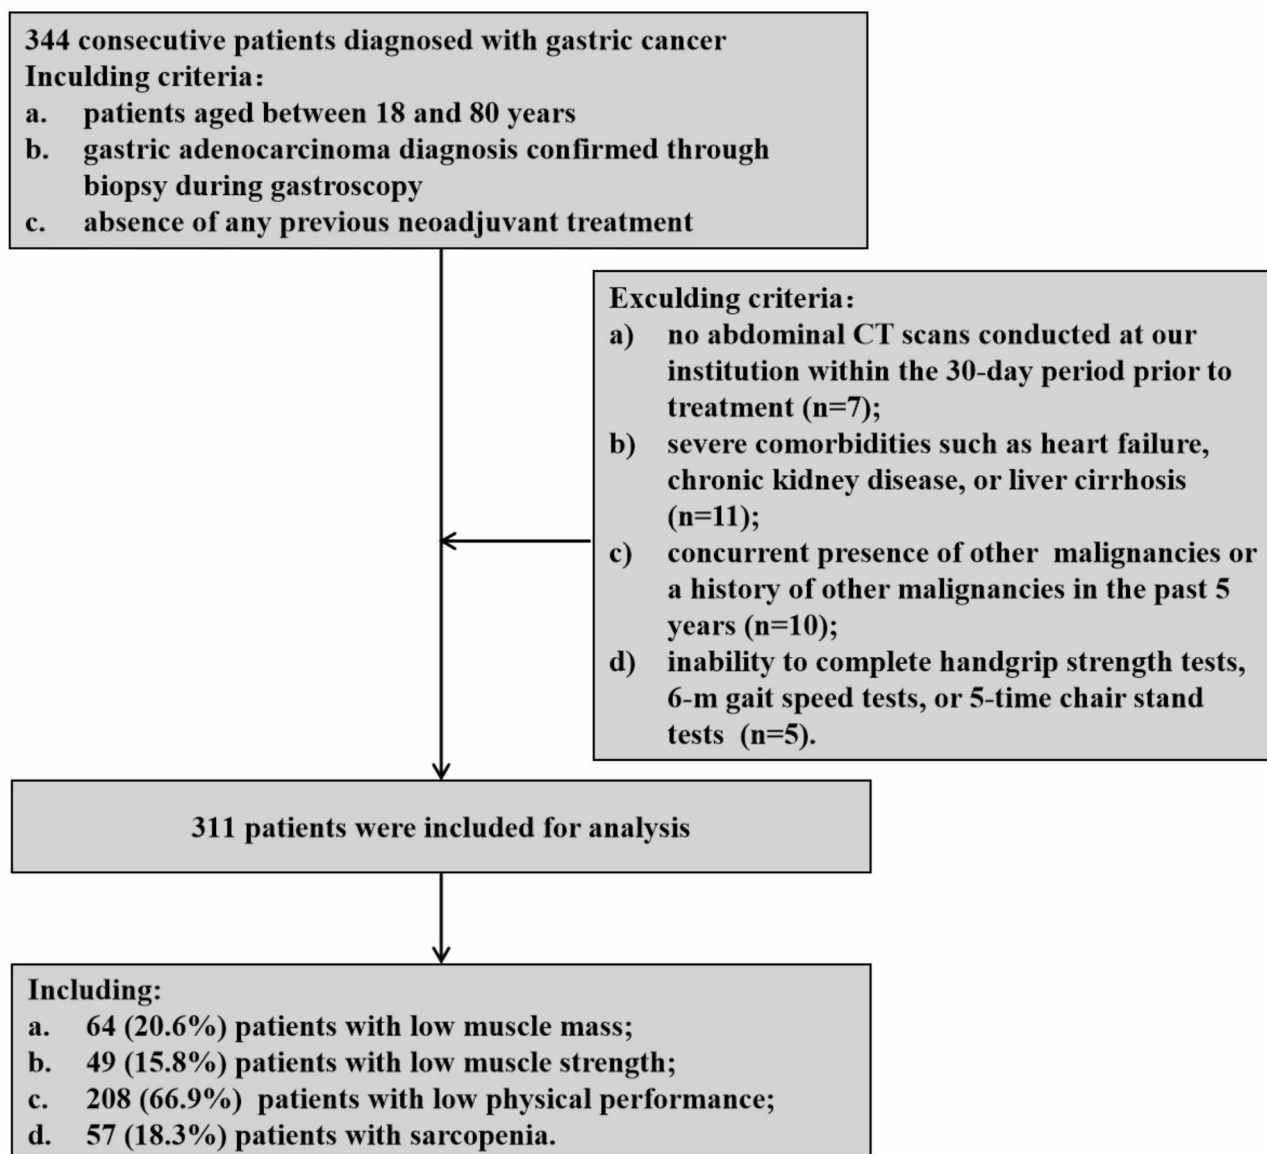 344 consecutive patients diagnosed with gastric cancer
Inculding criteria：
a. patients aged between 18 and 80 years
b. gastric adenocarcinoma diagnosis confirmed through
biopsy during gastroscopy
c. absence of any previous neoadjuvant treatment
Exculding criteria：
a) no abdominal CT scans conducted at our
institution within the 30-day period prior to
treatment (n=7);
b) severe comorbidities such as heart failure,
chronic kidney disease, or liver cirrhosis
(n=11);
c) concurrent presence of other malignancies or
a history of other malignancies in the past 5
years (n=10);
d) inability to complete handgrip strength tests,
6-m gait speed tests, or 5-time chair stand
tests (n=5).
311 patients were included for analysis
Including:
a. 64 (20.6%) patients with low muscle mass;
b. 49 (15.8%) patients with low muscle strength;
c. 208 (66.9%) patients with low physical performance;
d. 57 (18.3%) patients with sarcopenia.